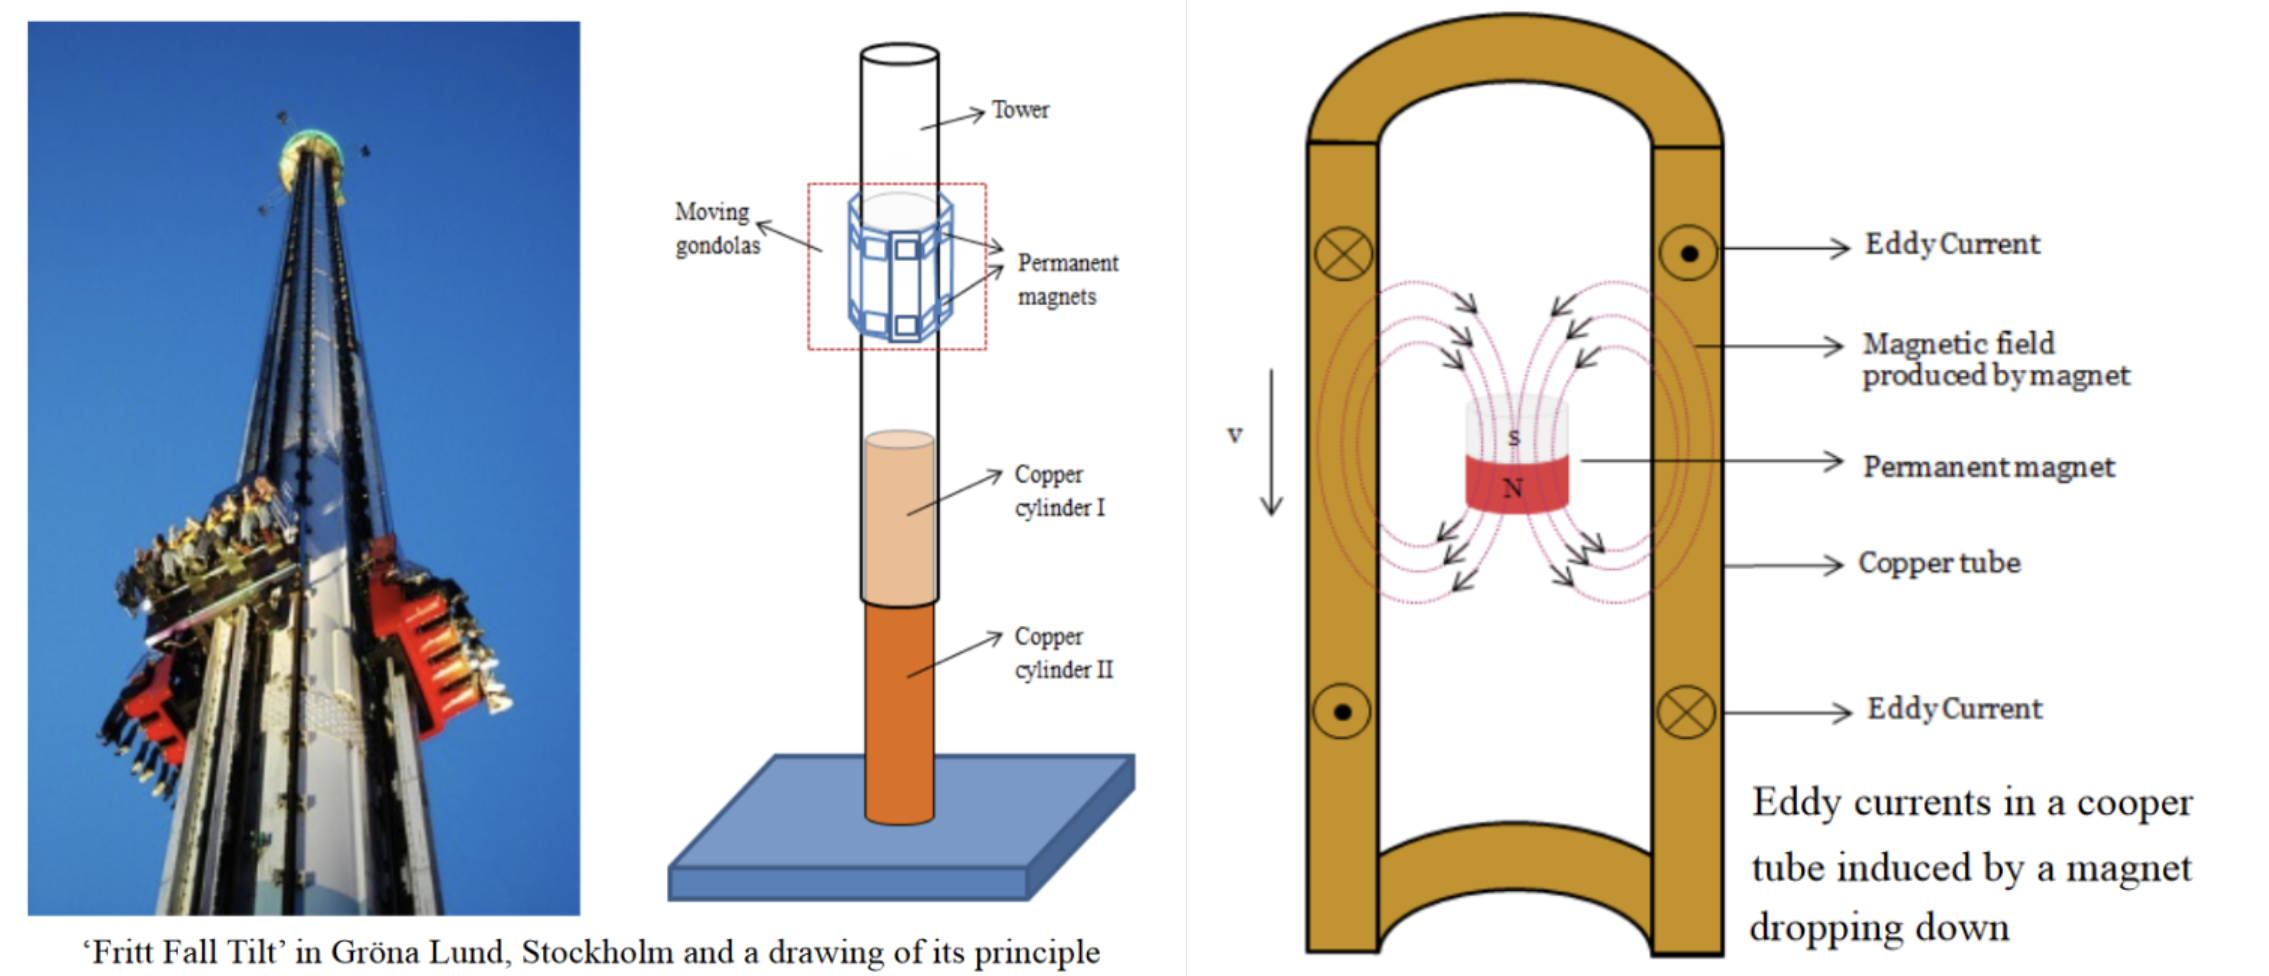 Tower
Moving
gondolas
Permanent
magnets
Copper
cylinder I
Copper
cylinder II
‘Fritt Fall Tilt’ in Gröna Lund, Stockholm and a drawing of its principle
Eddy Current
Magnetic field
produced by magnet
v
S
Permanent magnet
N
Copper tube
Eddy Current
Eddy currents in a cooper
tube induced by a magnet
dropping down